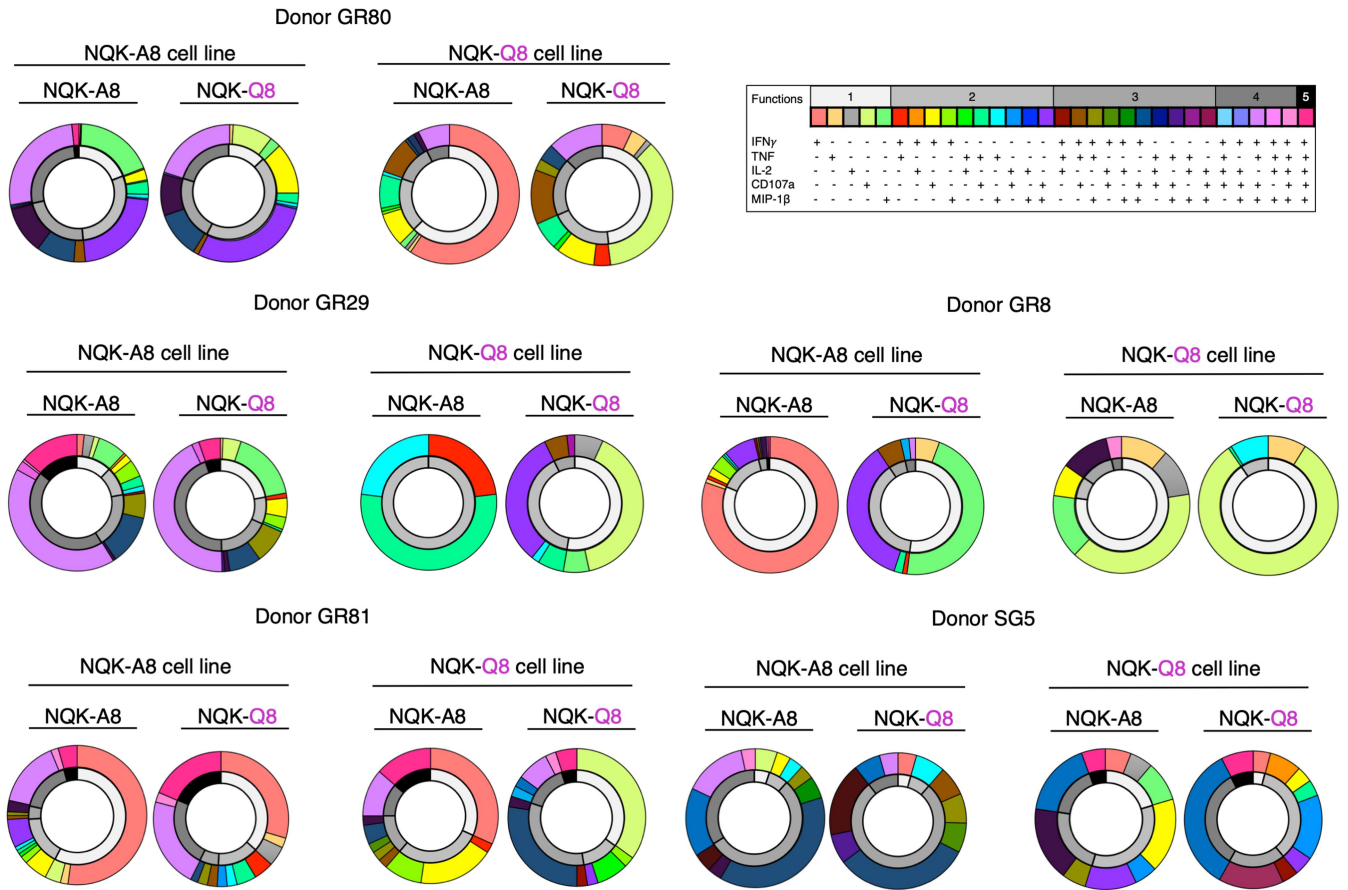 Donor GR80
NQK-A8 cell line
NQK-Q8 cell line
NQK-A8
NQK-Q8
NQK-A8
NQK-Q8
Functions 1 2 3 4 5
IFNγ + - - - - + + + + - - - - - - + + + + + + - - - - + - + + + +
TNF - + - - - + - - - + + + - - - + + + - - - + + + - + + - + + +
IL-2 - - + - - - + - - + - - + + - + - - + + - + + - + + + + - + +
CD107a - - - + - - - + - - + - + - + - + - + - + + - + + + + + + - +
MIP-1β - - - - + - - - + - - + - + + - - + - + + - + + + - + + + + +
Donor GR29
NQK-A8 cell line
NQK-Q8 cell line
NQK-A8
NQK-Q8
NQK-A8
NQK-Q8
Donor GR8
NQK-A8 cell line
NQK-Q8 cell line
NQK-A8
NQK-Q8
NQK-A8
NQK-Q8
Donor GR81
NQK-A8 cell line
NQK-Q8 cell line
NQK-A8
NQK-Q8
NQK-A8
NQK-Q8
Donor SG5
NQK-A8 cell line
NQK-Q8 cell line
NQK-A8
NQK-Q8
NQK-A8
NQK-Q8